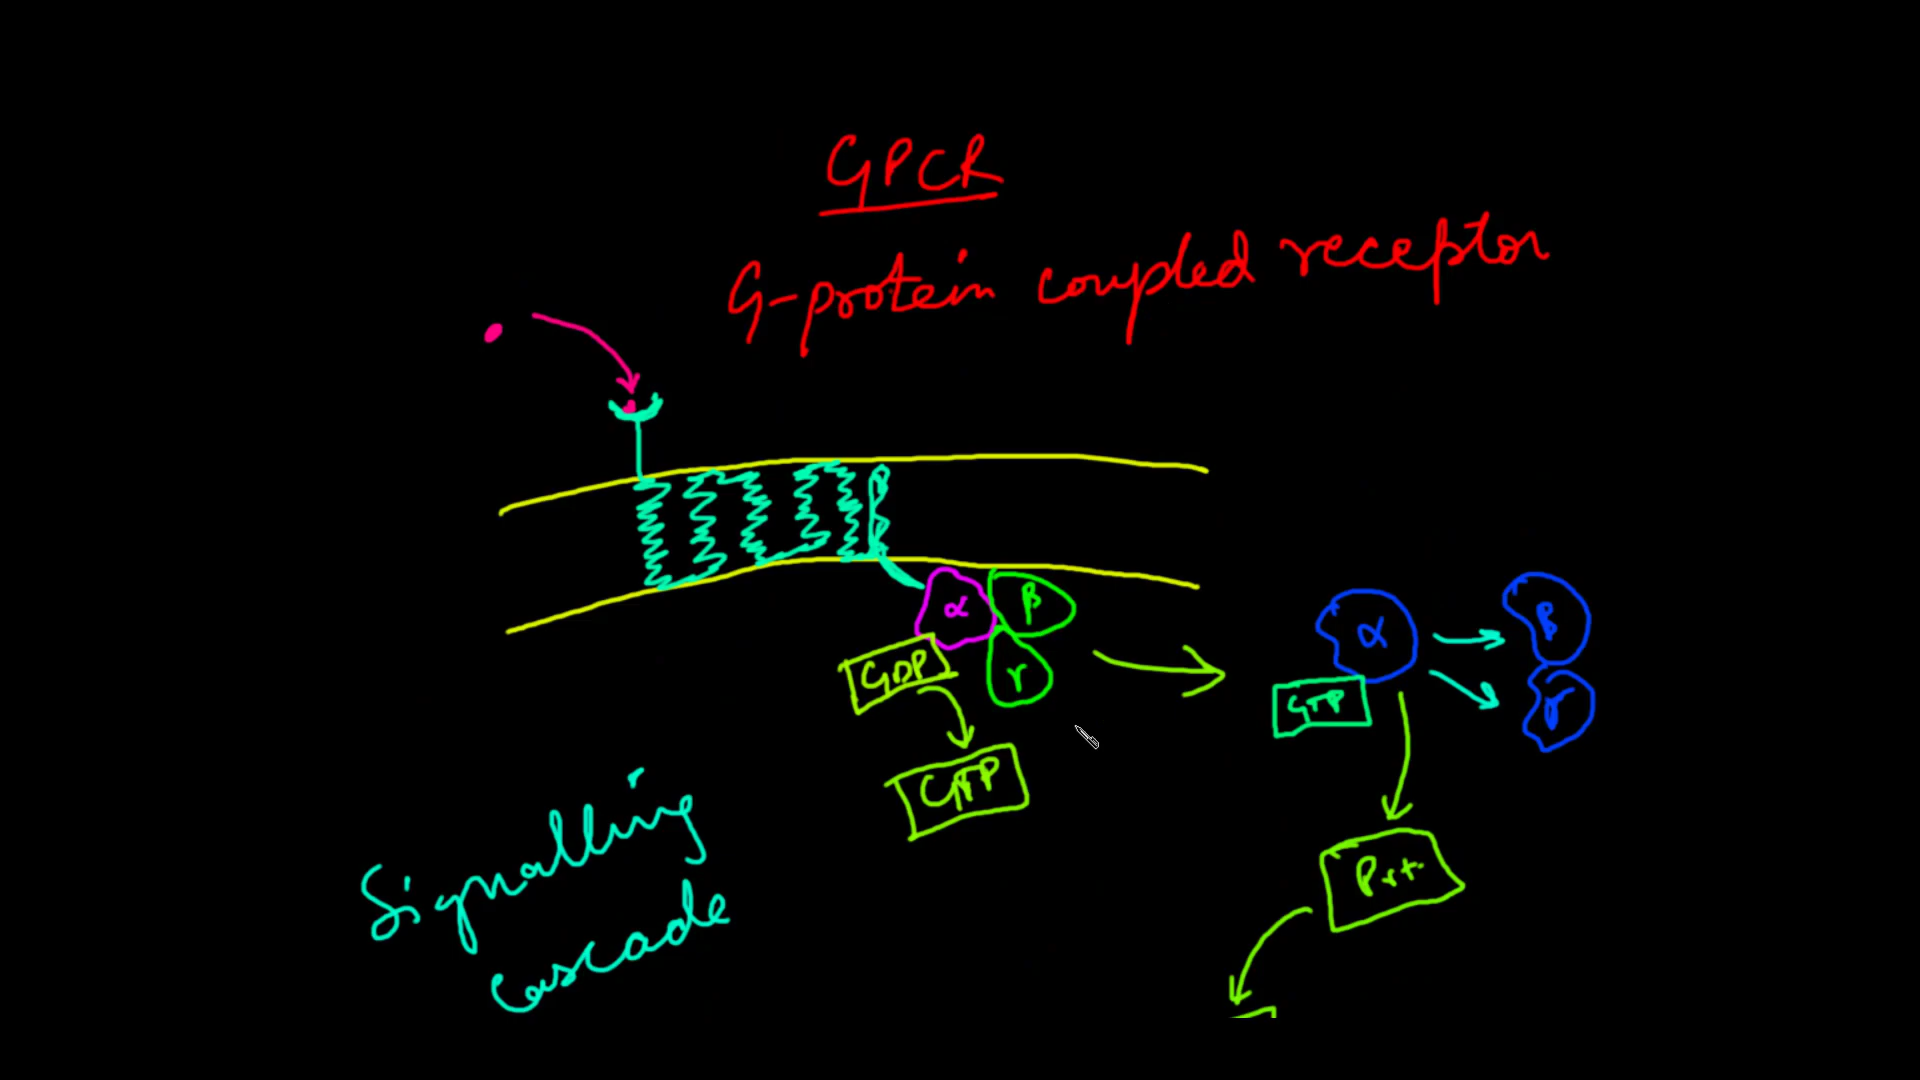 GPCR
G-protein coupled receptor
α β
GDP γ
GTP
α β
GTP γ
Prt.
Signalling
cascade